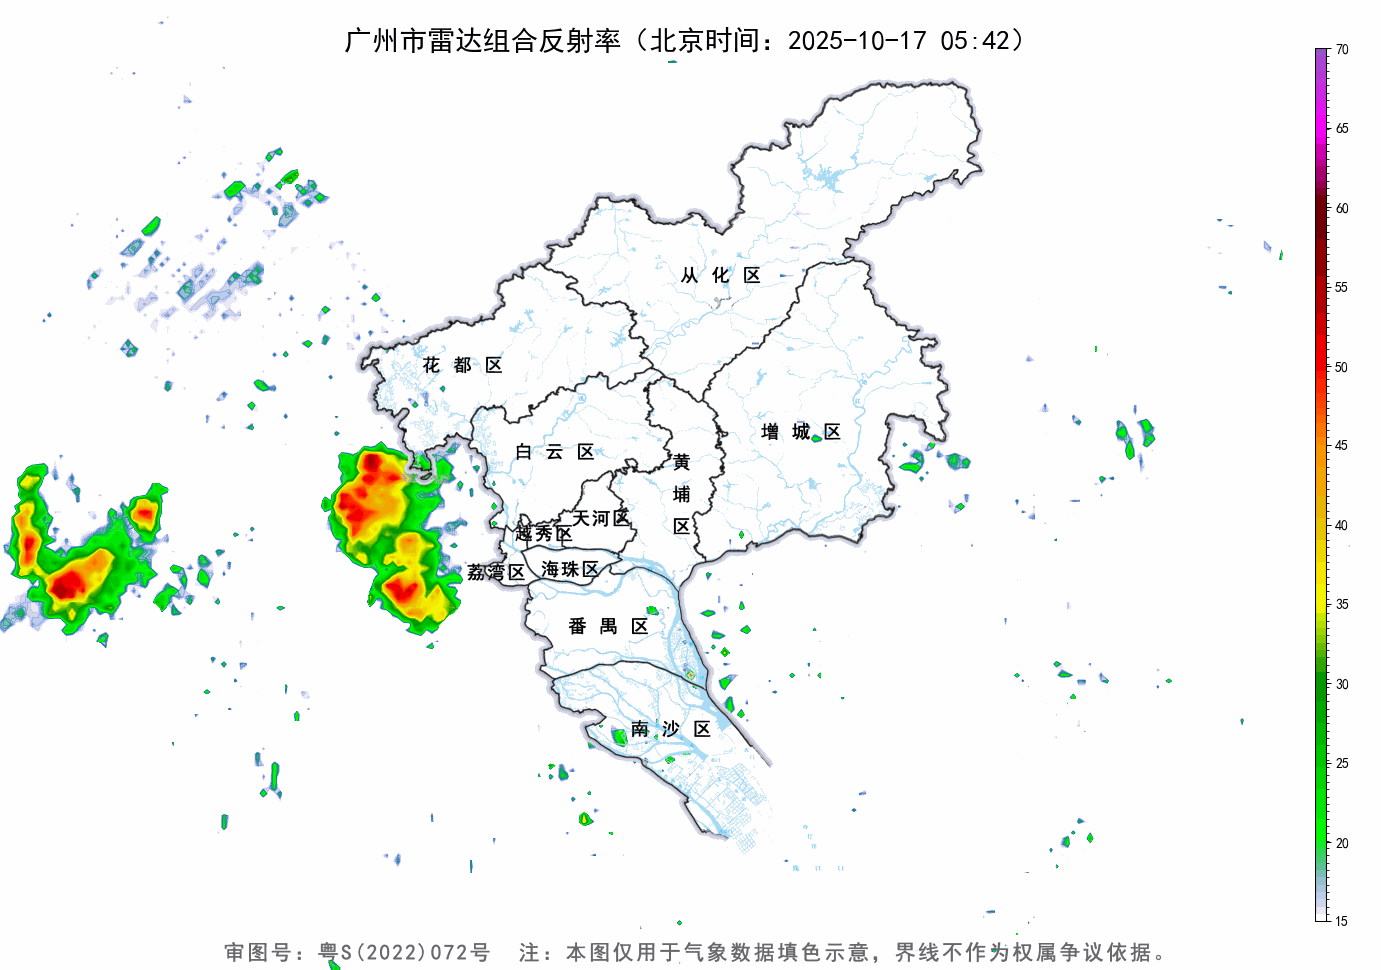 广州市雷达组合反射率（北京时间：2025-10-17 05:42）
70
65
60
55
50
45
40
35
30
25
20
15
从化区
花都区
增城区
白云区
黄埔区
天河区
越秀区
荔湾区
海珠区
番禺区
南沙区
审图号：粤S(2022)072号 注：本图仅用于气象数据填色示意，界线不作为权属争议依据。